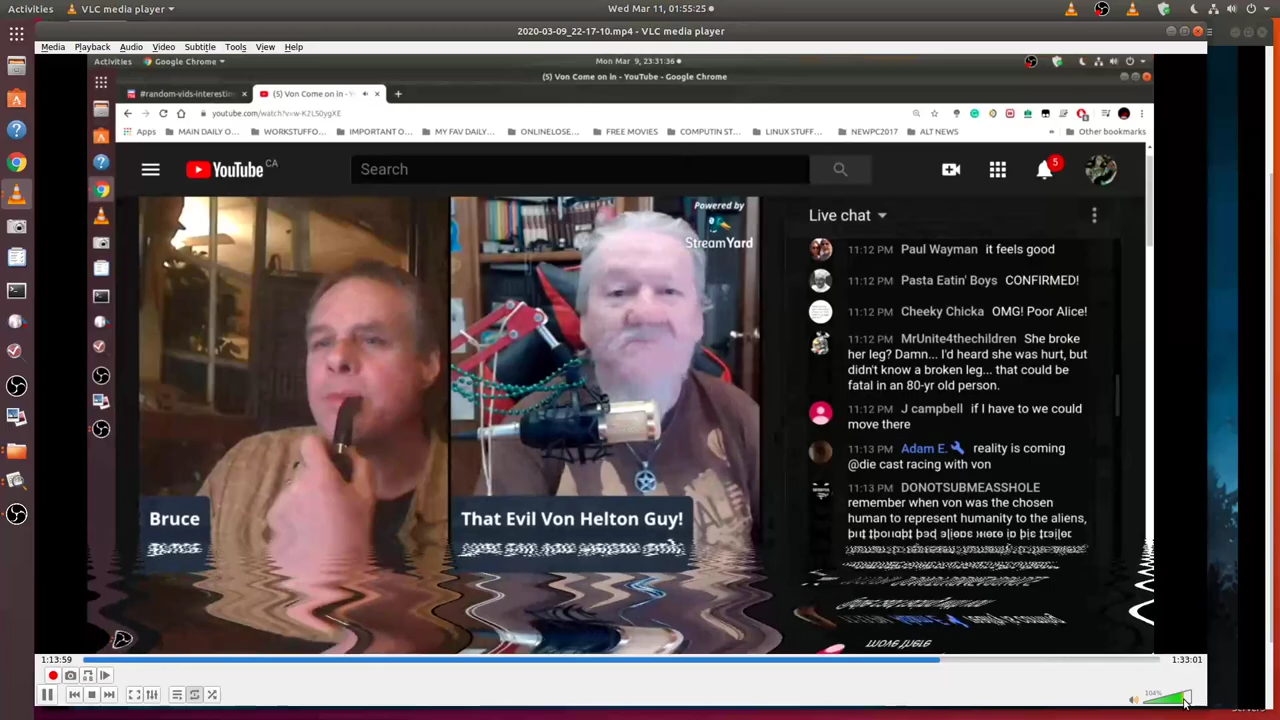 Activities
VLC media player
Wed Mar 11, 01:55:25
2020-03-09_22-17-10.mp4 - VLC media player
Media Playback Audio Video Subtitle Tools View Help
Activities
Google Chrome
Mon Mar 9, 23:31:36
(5) Von Come on in - YouTube - Google Chrome
#random-vids-interestin
(5) Von Come on in - Y
youtube.com/watch?v=w-K2L50ygXE
Apps MAIN DAILY O... WORKSTUFFO... IMPORTANT O... MY FAV DAILY... ONLINELOSE... FREE MOVIES COMPUTIN ST... LINUX STUFF... NEWPC2017 ALT NEWS » Other bookmarks
YouTube CA
Search
5
Powered by
StreamYard
Live chat
11:12 PM Paul Wayman it feels good
11:12 PM Pasta Eatin' Boys CONFIRMED!
11:12 PM Cheeky Chicka OMG! Poor Alice!
11:12 PM MrUnite4thechildren She broke
her leg? Damn... I'd heard she was hurt, but
didn't know a broken leg... that could be
fatal in an 80-yr old person.
11:12 PM J campbell if I have to we could
move there
11:13 PM Adam E. reality is coming
@die cast racing with von
11:13 PM DONOTSUBMEASSHOLE
remember when von was the chosen
human to represent humanity to the aliens,
Bruce
That Evil Von Helton Guy!
1:13:59
1:33:01
104%